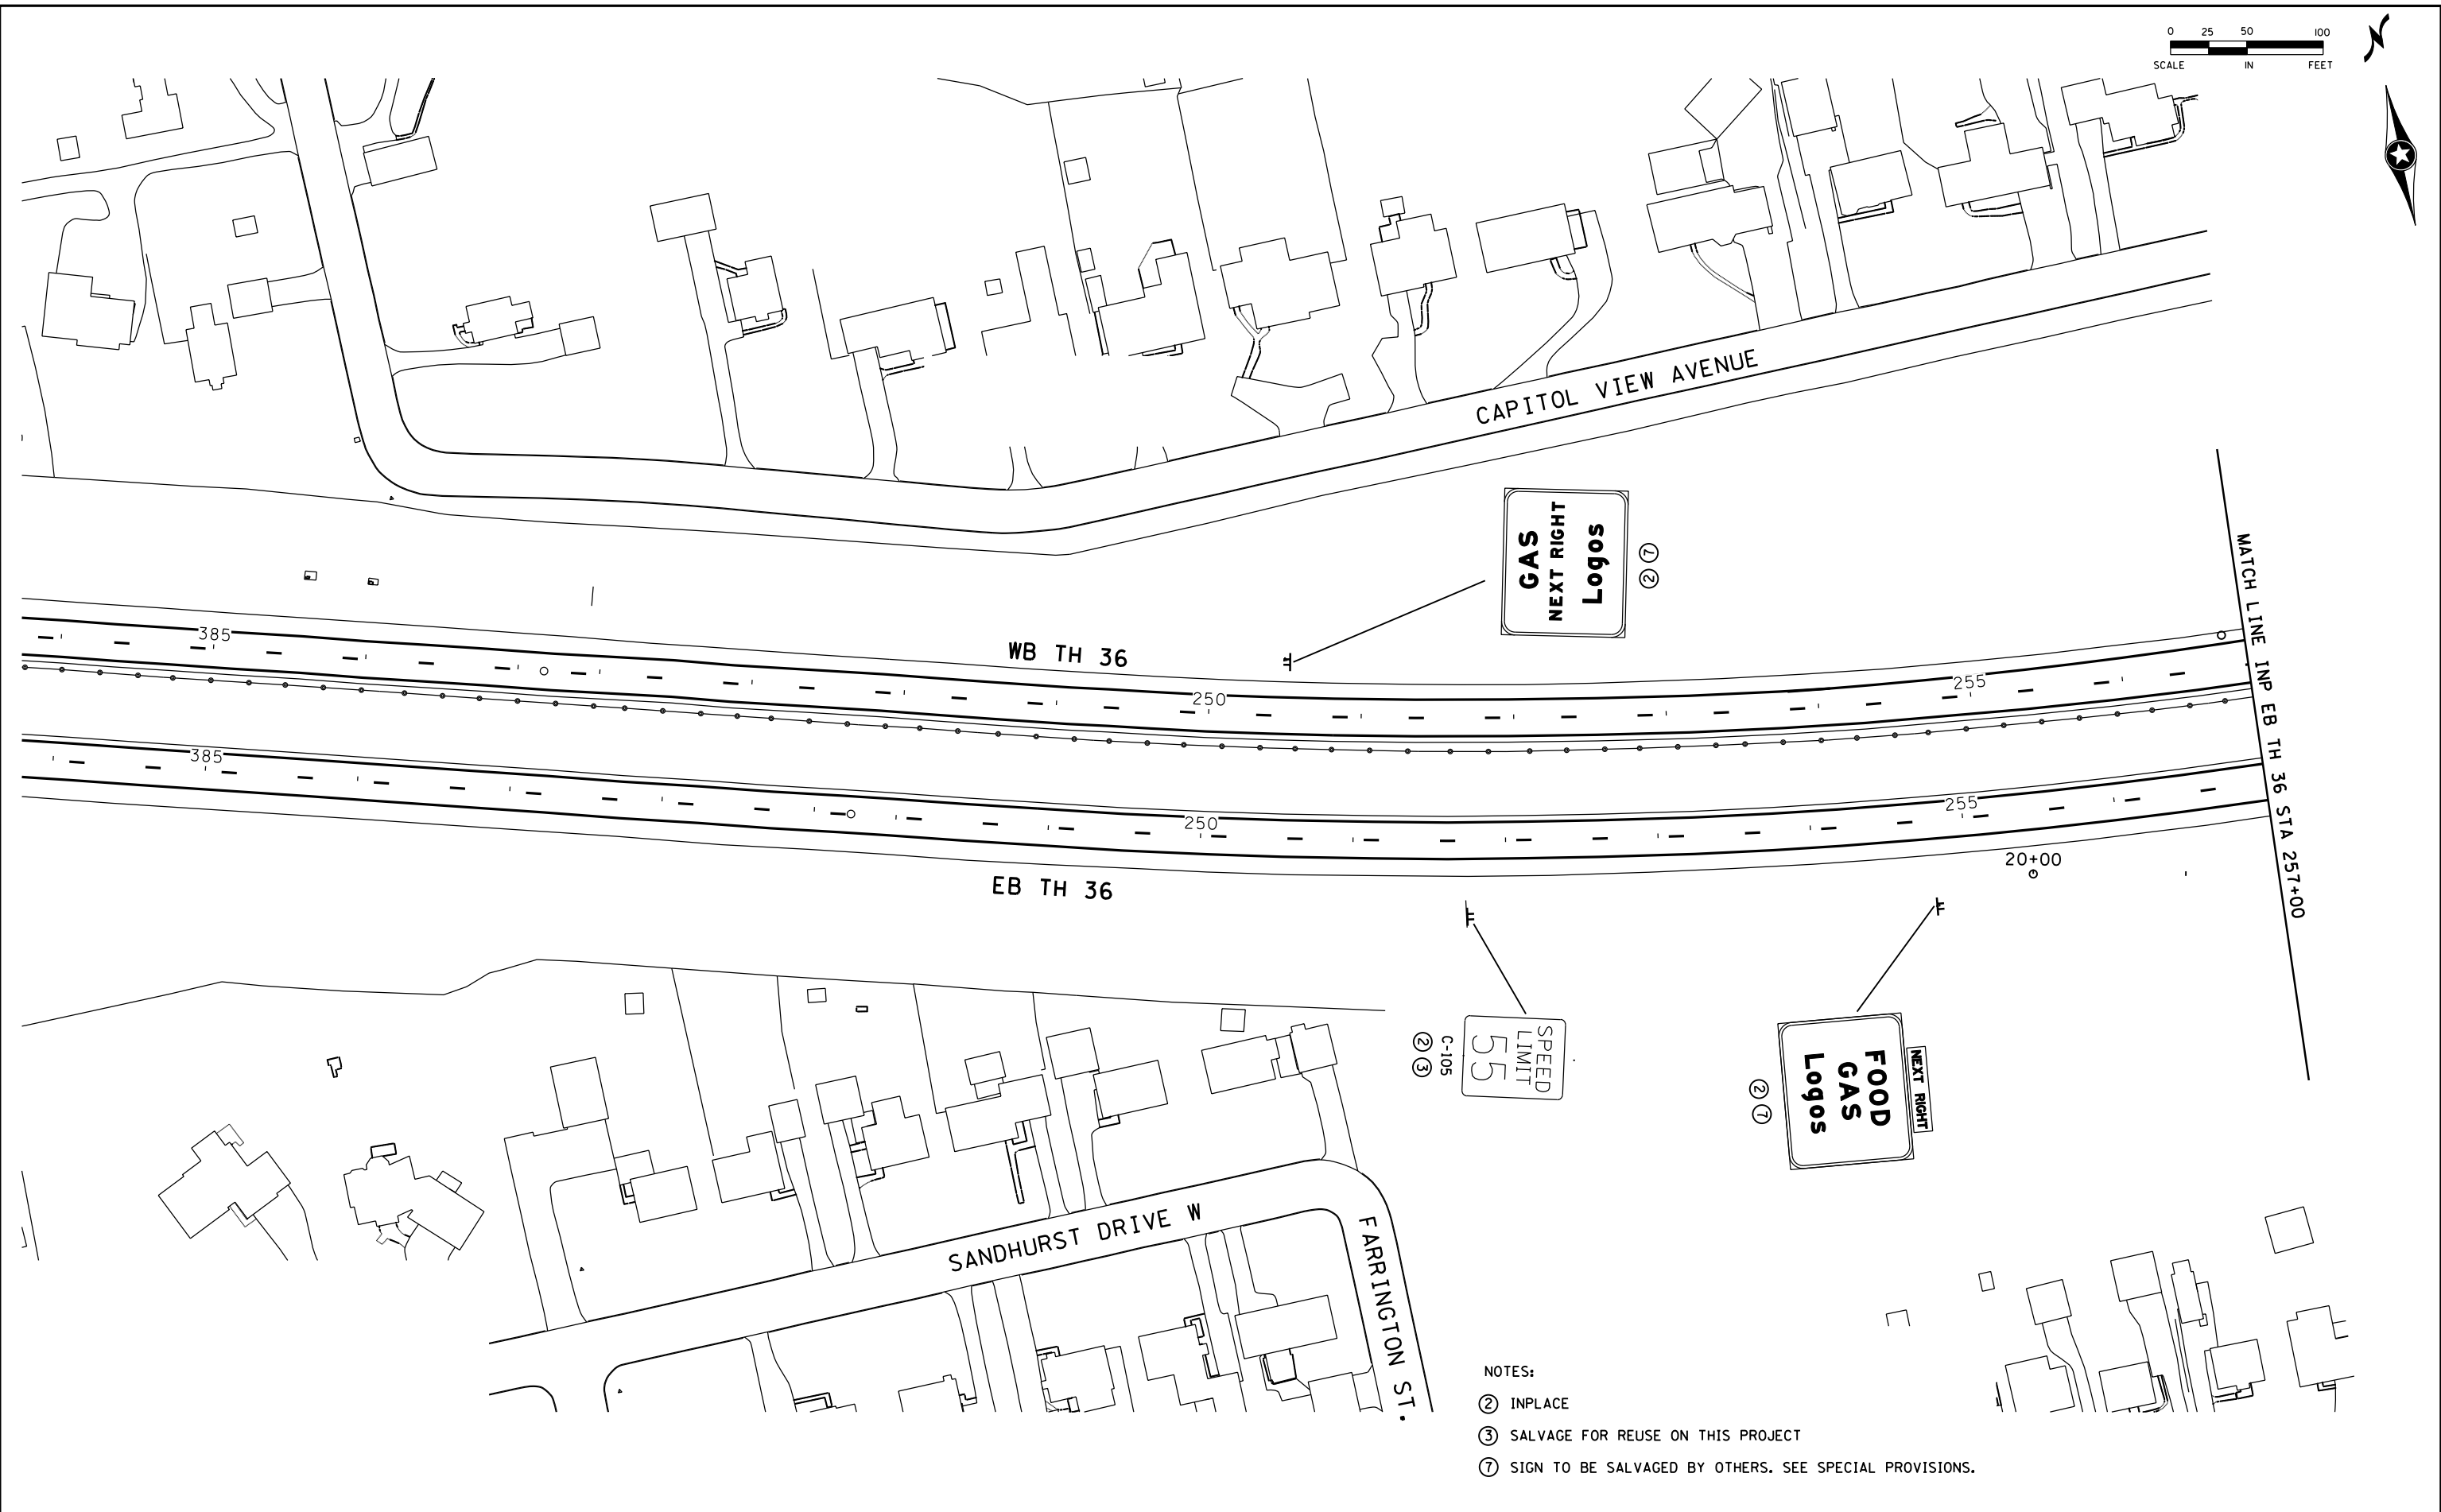 0 25 50 100
SCALE IN FEET
CAPITOL VIEW AVENUE
GAS
NEXT RIGHT
Logos
2 7
MATCH LINE INP EB TH 36 STA 257+00
385
WB TH 36
250
255
385
250
255
EB TH 36
20+00
SPEED
LIMIT
55
C-105
2 3
NEXT RIGHT
FOOD
GAS
Logos
2 7
SANDHURST DRIVE W
FARRINGTON ST.
NOTES:
2 INPLACE
3 SALVAGE FOR REUSE ON THIS PROJECT
7 SIGN TO BE SALVAGED BY OTHERS. SEE SPECIAL PROVISIONS.